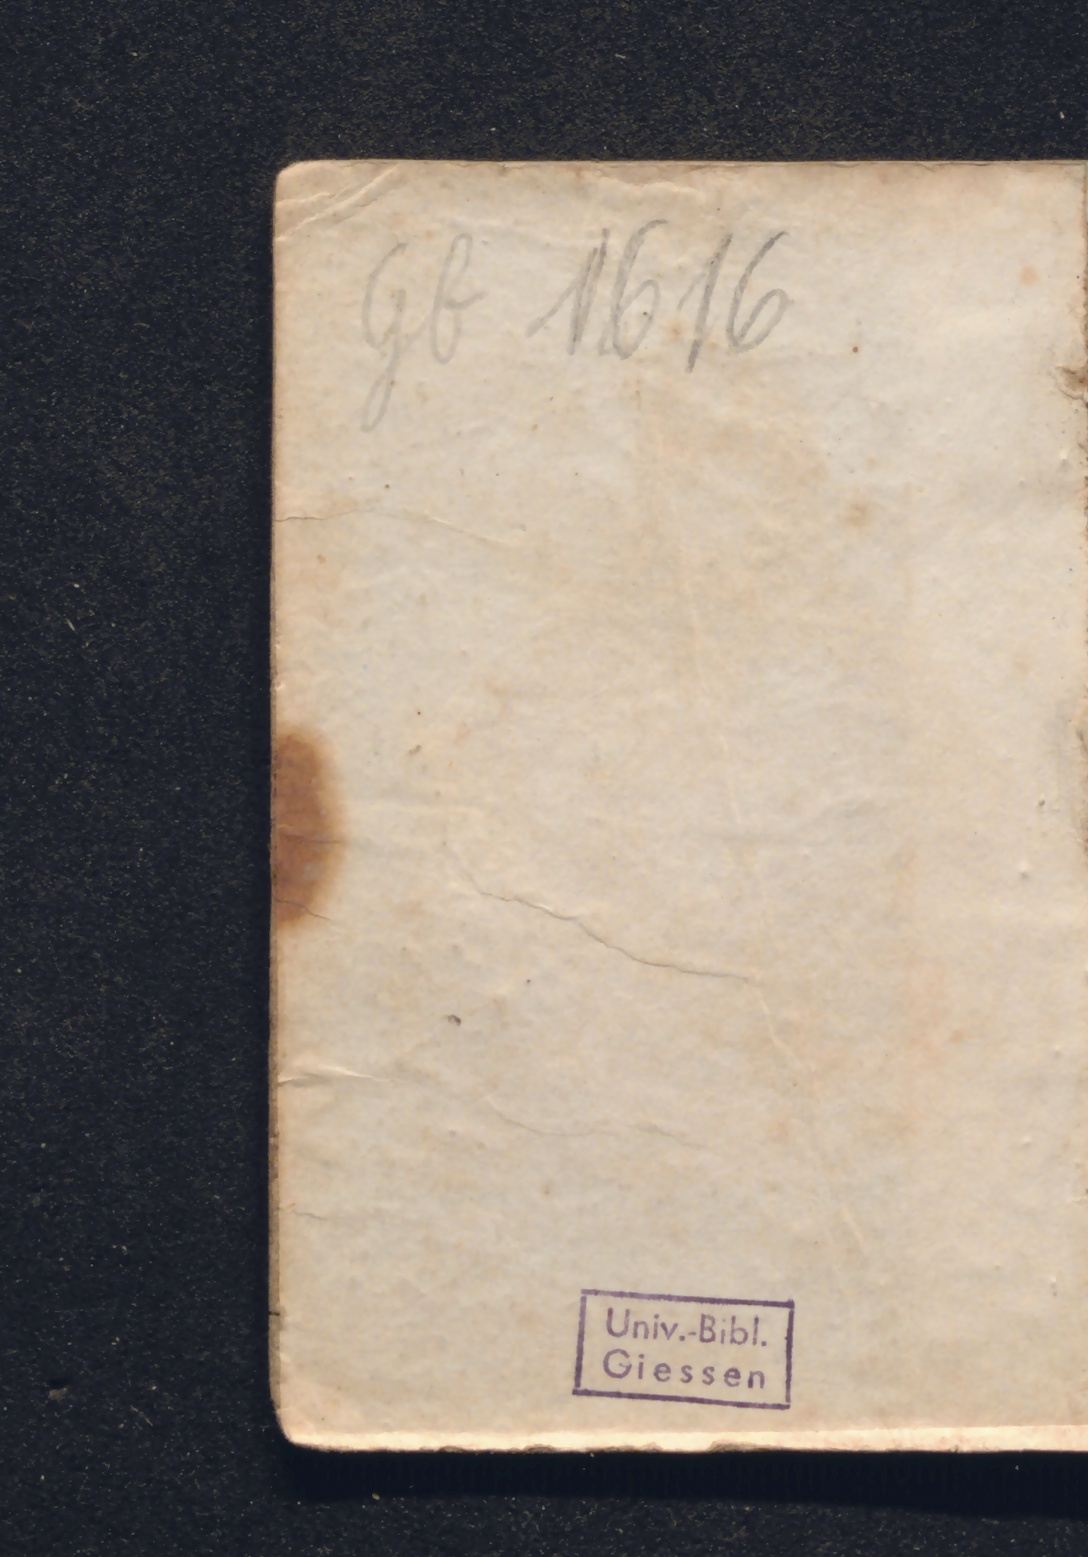 Gb 1616
Univ.-Bibl.
Giessen